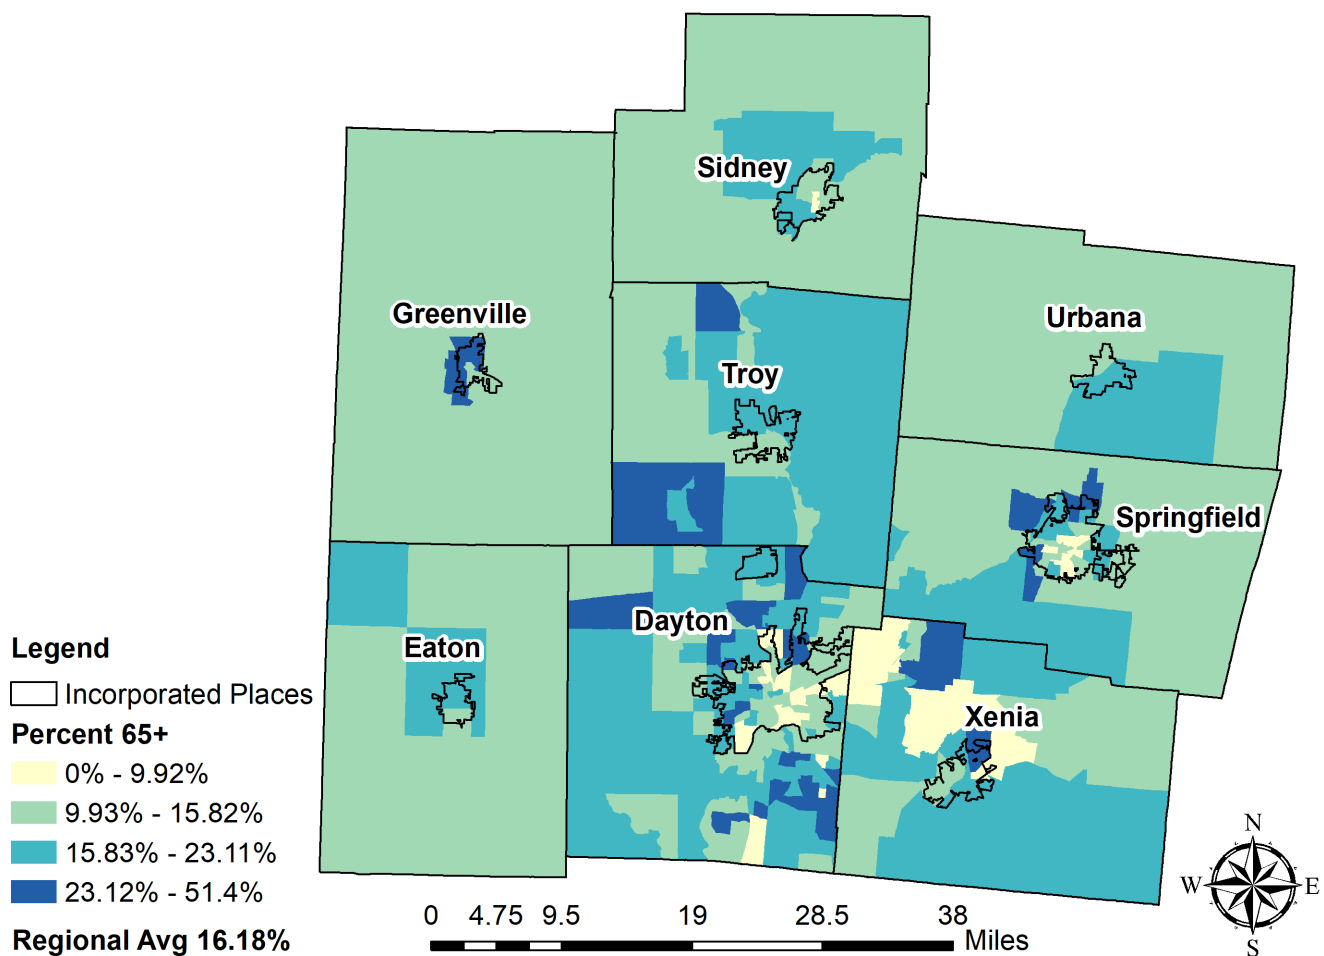 Sidney
Greenville
Urbana
Troy
Springfield
Dayton
Eaton
Xenia
Legend
Incorporated Places
Percent 65+
0% - 9.92%
9.93% - 15.82%
15.83% - 23.11%
23.12% - 51.4%
Regional Avg 16.18%
0 4.75 9.5 19 28.5 38
Miles
N
W E
S